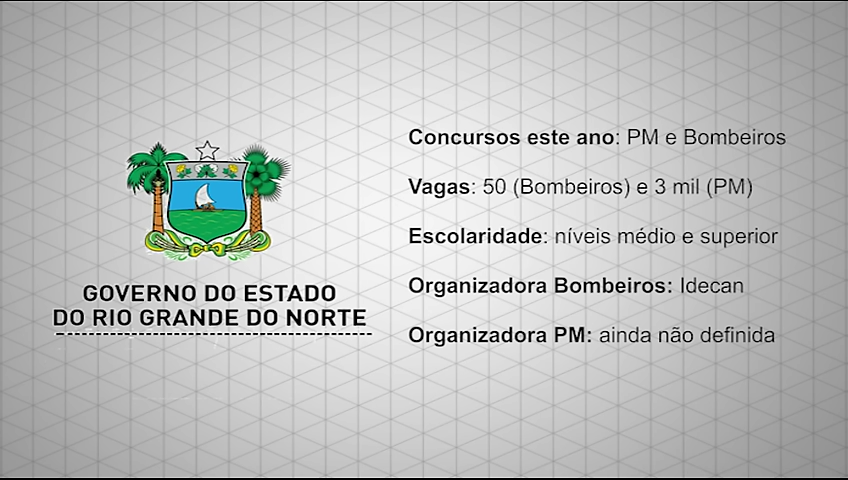 GOVERNO DO ESTADO
DO RIO GRANDE DO NORTE
Concursos este ano: PM e Bombeiros
Vagas: 50 (Bombeiros) e 3 mil (PM)
Escolaridade: níveis médio e superior
Organizadora Bombeiros: Idecan
Organizadora PM: ainda não definida